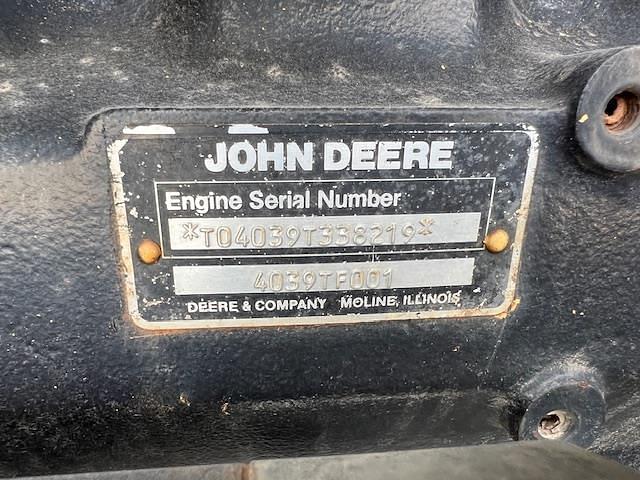 JOHN DEERE
Engine Serial Number
*T04039T338219*
4039TF001
DEERE & COMPANY MOLINE, ILLINOIS